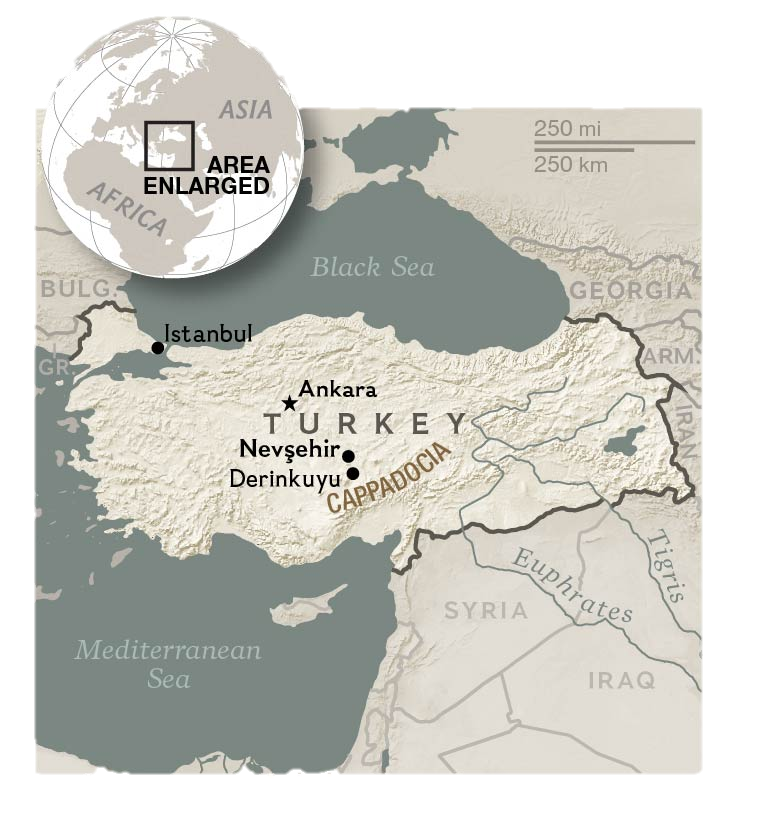 ASIA
AFRICA
AREA
ENLARGED
250 mi
250 km
Black Sea
BULG.
GEORGIA
Istanbul
GR.
ARM.
Ankara
TURKEY
IRAN
Nevşehir
Derinkuyu
CAPPADOCIA
Tigris
Euphrates
SYRIA
Mediterranean
Sea
IRAQ